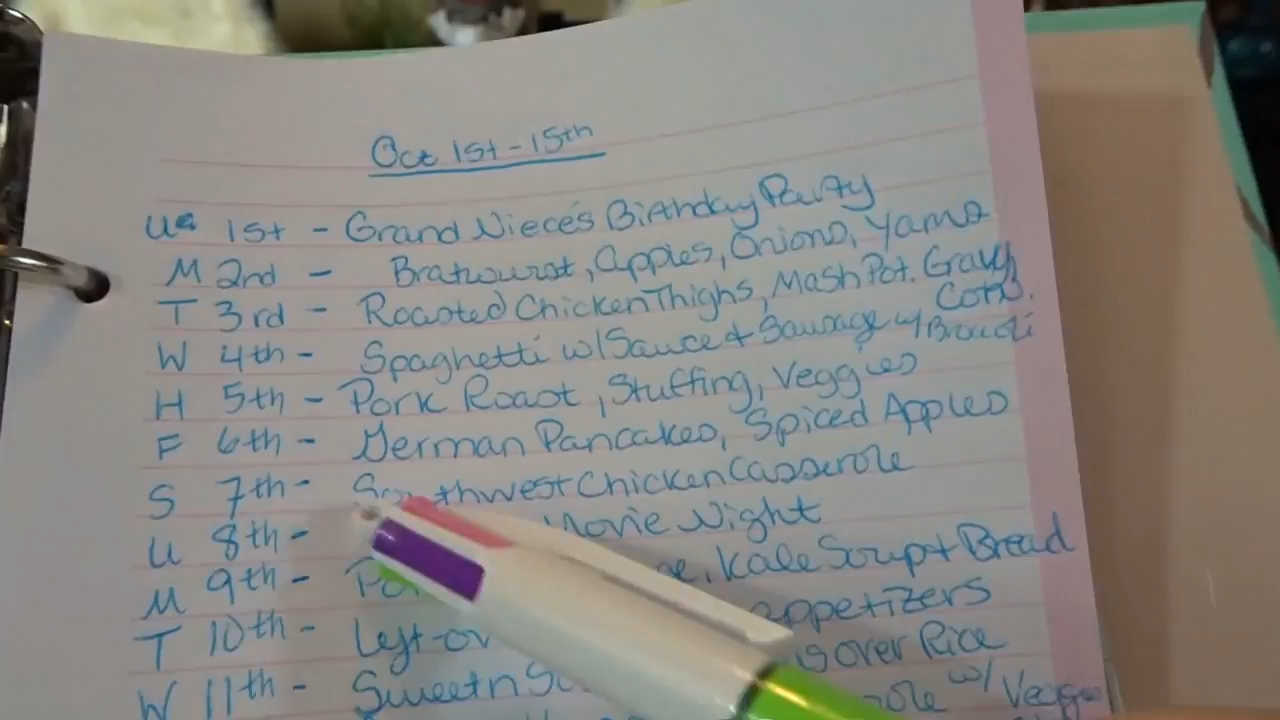 Oct 1st - 15th
U 1st - Grand Niece's Birthday Party
M 2nd - Bratwurst, Apples, Onions, Yams
T 3rd - Roasted Chicken Thighs, Mash Pot. Gravy, Corn.
W 4th - Spaghetti w/Sauce + Sausage w/Broccoli
H 5th - Pork Roast, Stuffing, Veggies
F 6th - German Pancakes, Spiced Apples
S 7th - Southwest Chicken Casserole
U 8th - Movie Night
M 9th - Kale Soup + Bread
T 10th - Left-ov appetizers
W 11th - Sweet n over Rice
w/ Veggie